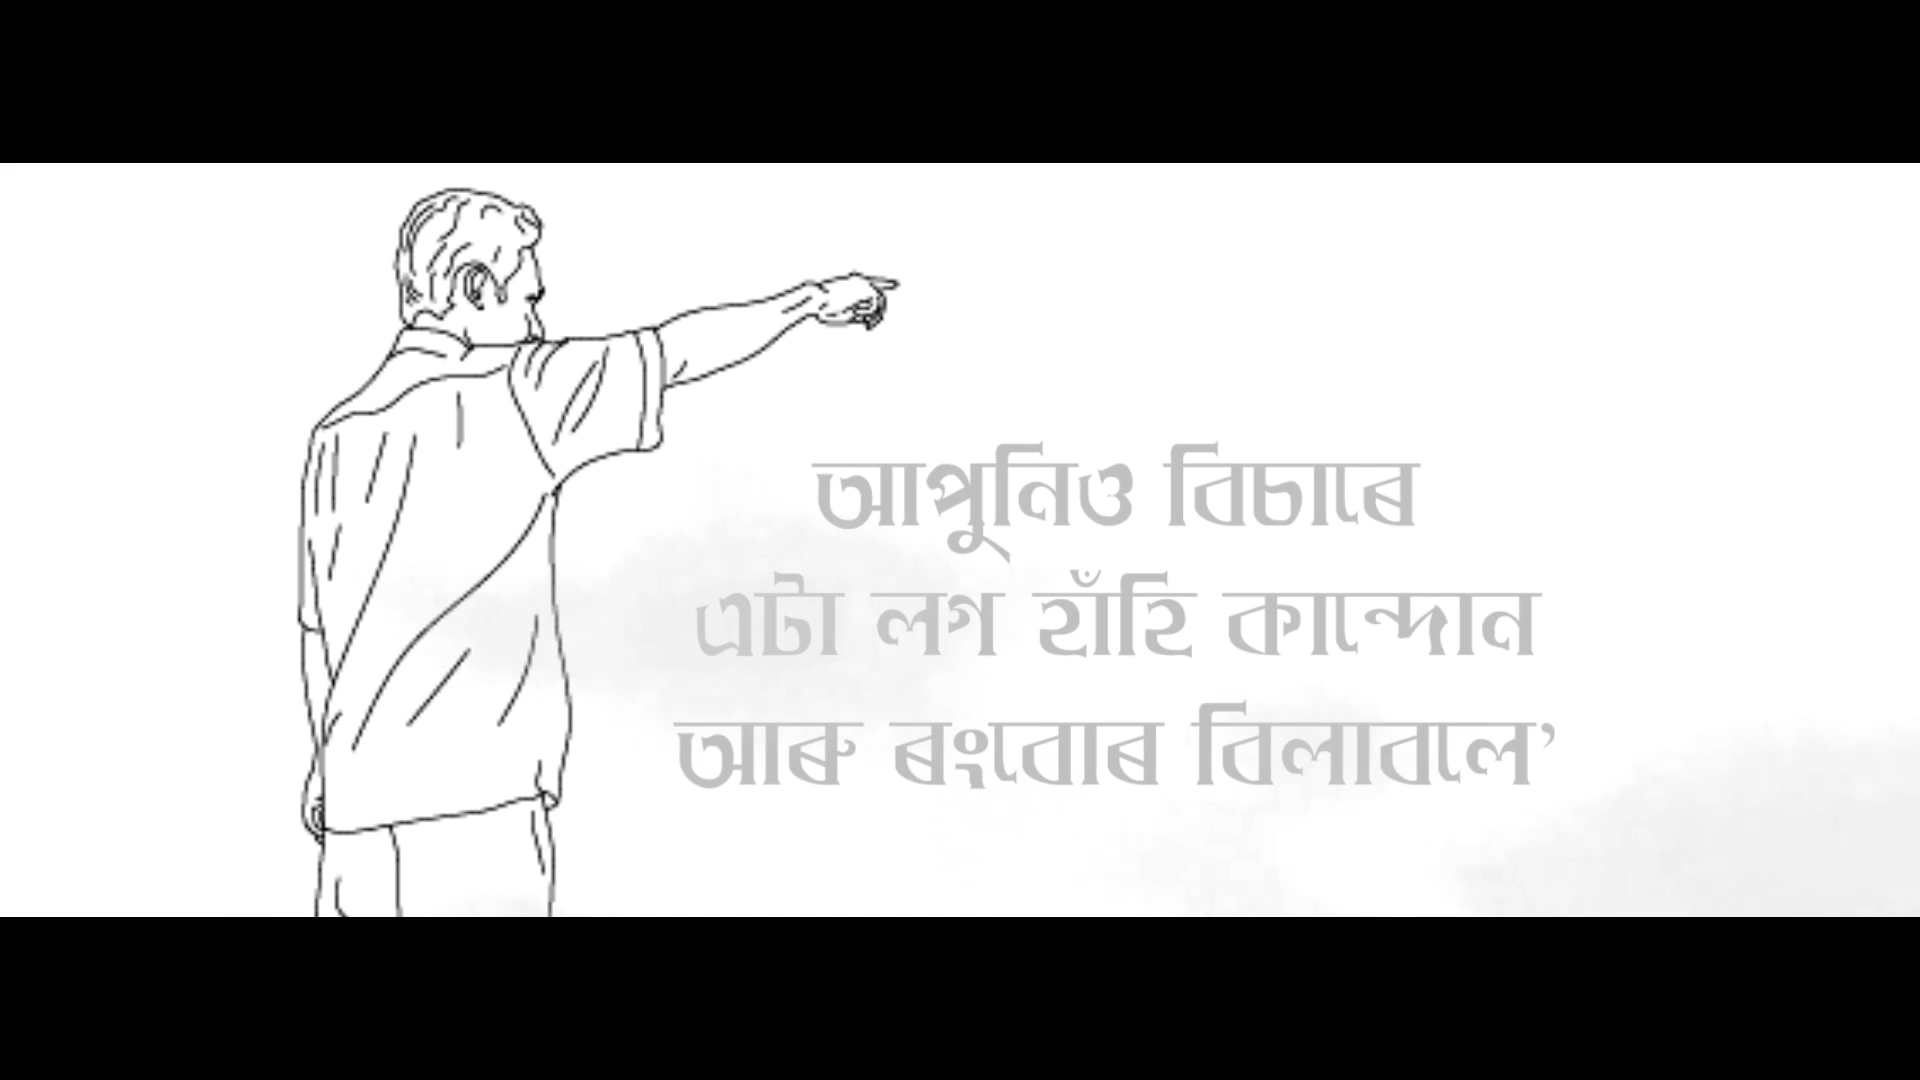 আপুনিও বিচাৰে
এটা লগ হাঁহি কান্দোন
আৰু ৰংবোৰ বিলাবলে’